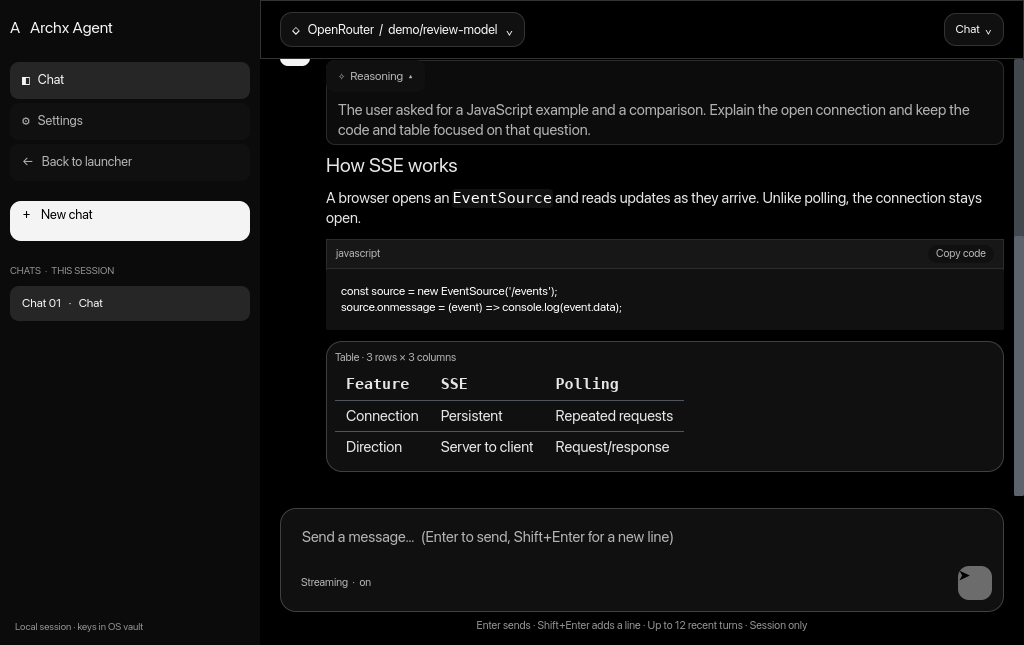 A Archx Agent
Chat
Settings
← Back to launcher
+ New chat
CHATS · THIS SESSION
Chat 01 · Chat
Local session · keys in OS vault
OpenRouter / demo/review-model
Chat
Reasoning
The user asked for a JavaScript example and a comparison. Explain the open connection and keep the
code and table focused on that question.
How SSE works
A browser opens an EventSource and reads updates as they arrive. Unlike polling, the connection stays
open.
javascript Copy code
const source = new EventSource('/events');
source.onmessage = (event) => console.log(event.data);
Table · 3 rows × 3 columns
Feature SSE Polling
Connection Persistent Repeated requests
Direction Server to client Request/response
Send a message... (Enter to send, Shift+Enter for a new line)
Streaming · on
Enter sends · Shift+Enter adds a line · Up to 12 recent turns · Session only